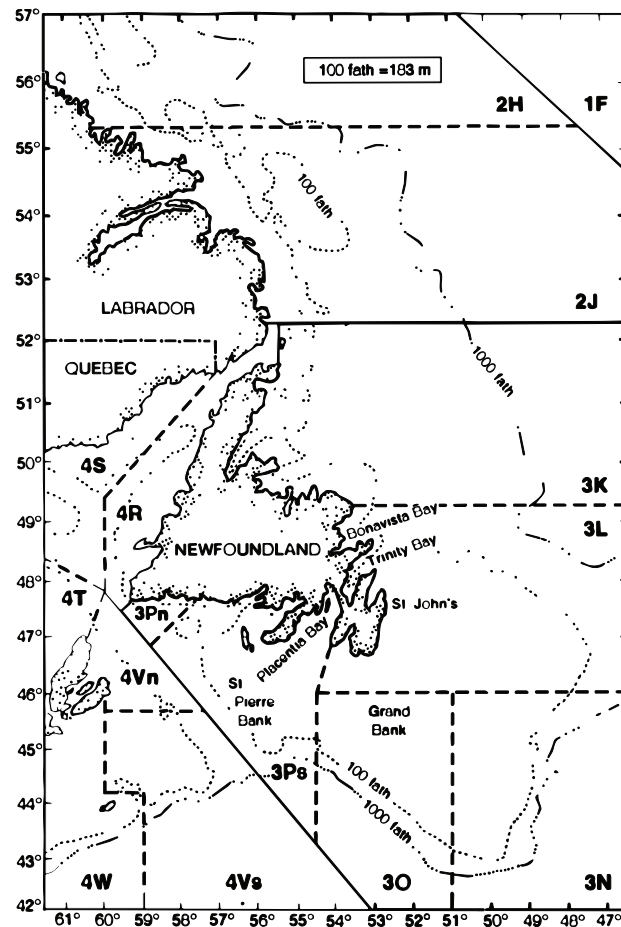 57°
100 fath = 183 m
56°
2H
1F
55°
100 fath
54°
53°
LABRADOR
2J
52°
QUEBEC
1000 fath
51°
50°
4S
3K
49°
4R
Bonavista Bay
3L
NEWFOUNDLAND
Trinity Bay
48°
4T
3Pn
St John's
47°
Placentia Bay
4Vn
St
Pierre
Bank
46°
Grand
Bank
45°
3Ps
100 fath
44°
1000 fath
43°
4W
4Vs
3O
3N
42°
61° 60° 59° 58° 57° 56° 55° 54° 53° 52° 51° 50° 49° 48° 47° 46°